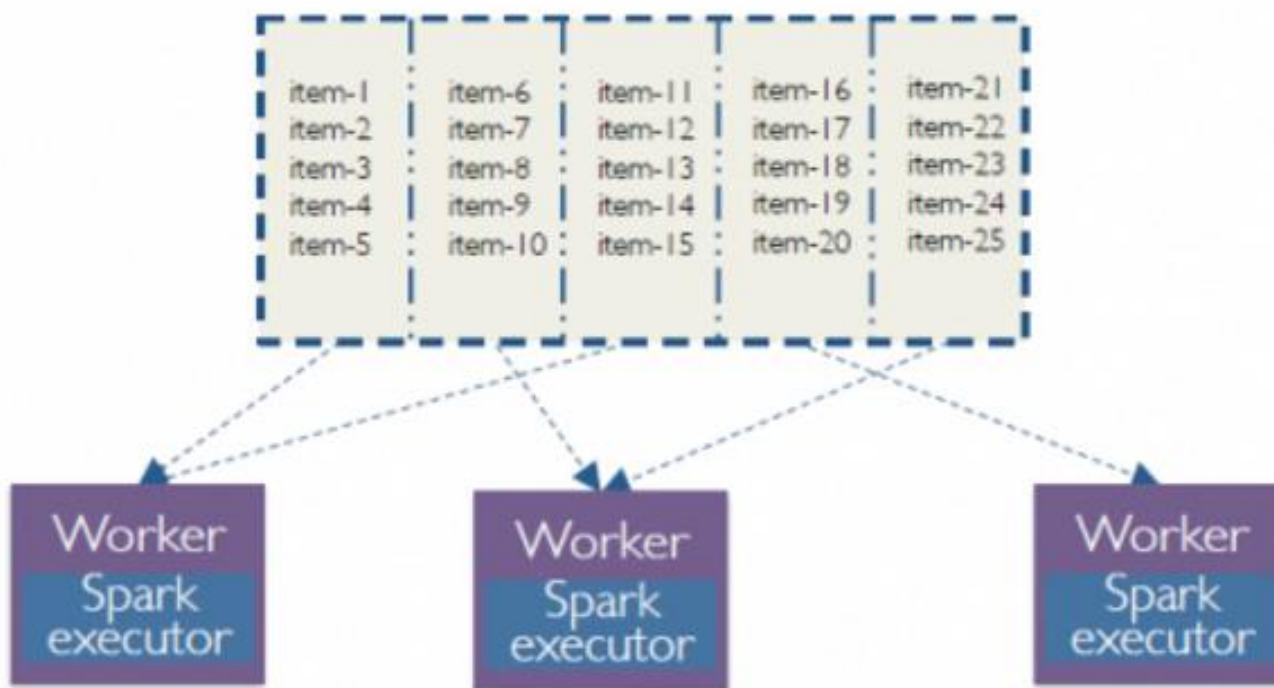 item-1
item-2
item-3
item-4
item-5
item-6
item-7
item-8
item-9
item-10
item-11
item-12
item-13
item-14
item-15
item-16
item-17
item-18
item-19
item-20
item-21
item-22
item-23
item-24
item-25
Worker
Spark
executor
Worker
Spark
executor
Worker
Spark
executor